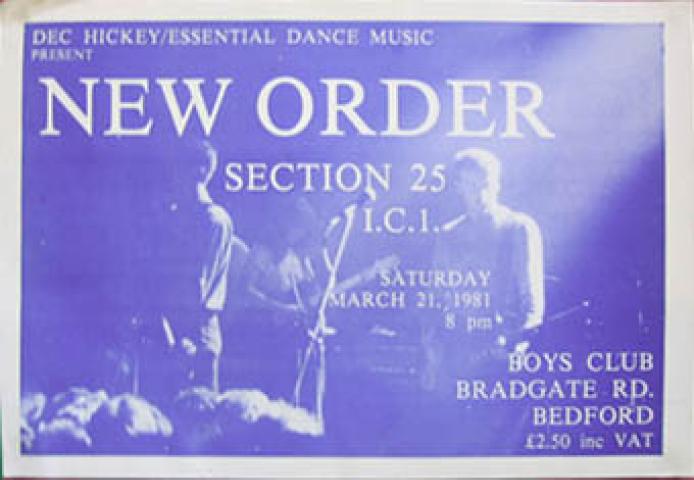 DEC HICKEY/ESSENTIAL DANCE MUSIC
PRESENT
NEW ORDER
SECTION 25
I.C.1.
SATURDAY
MARCH 21, 1981
8 pm
BOYS CLUB
BRADGATE RD.
BEDFORD
£2.50 inc VAT